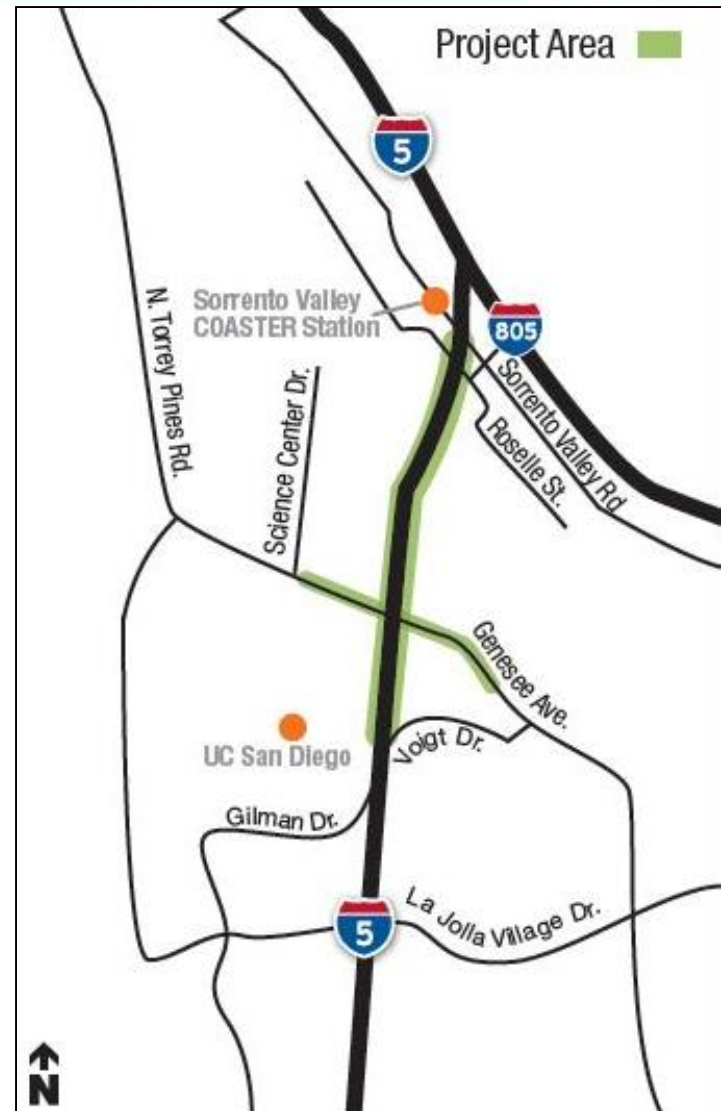 Project Area
5
N. Torrey Pines Rd.
Sorrento Valley
COASTER Station
805
Sorrento Valley Rd
Roselle St.
Science Center Dr.
Genesee Ave.
UC San Diego
Voigt Dr.
Gilman Dr.
La Jolla Village Dr.
5
N